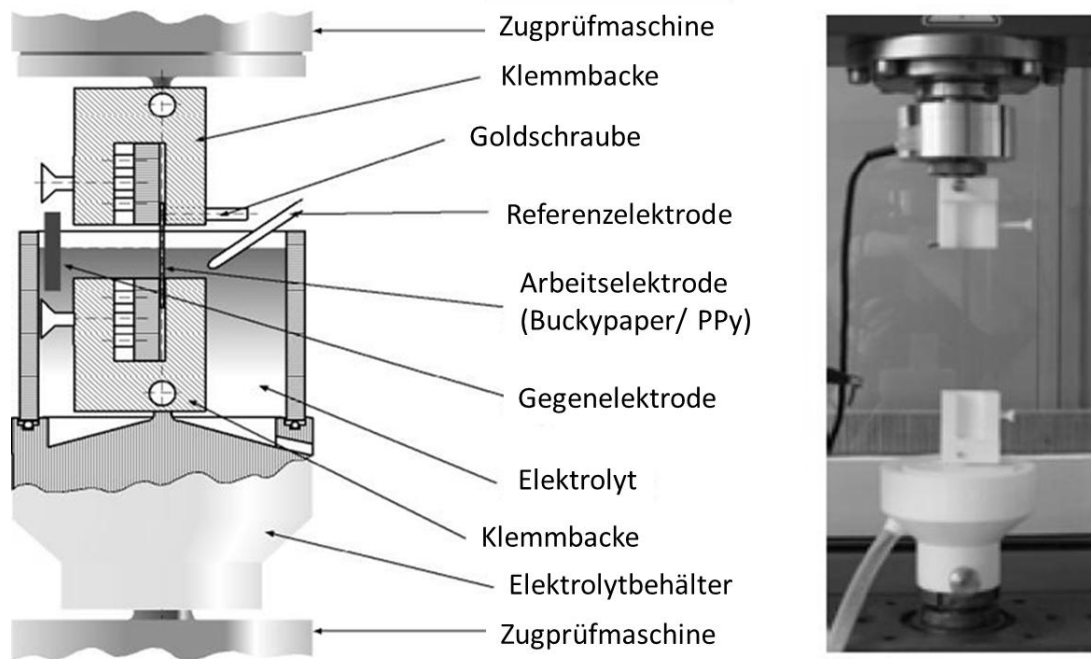 Zugprüfmaschine
Klemmbacke
Goldschraube
Referenzelektrode
Arbeitselektrode
(Buckypaper/ PPy)
Gegenelektrode
Elektrolyt
Klemmbacke
Elektrolytbehälter
Zugprüfmaschine